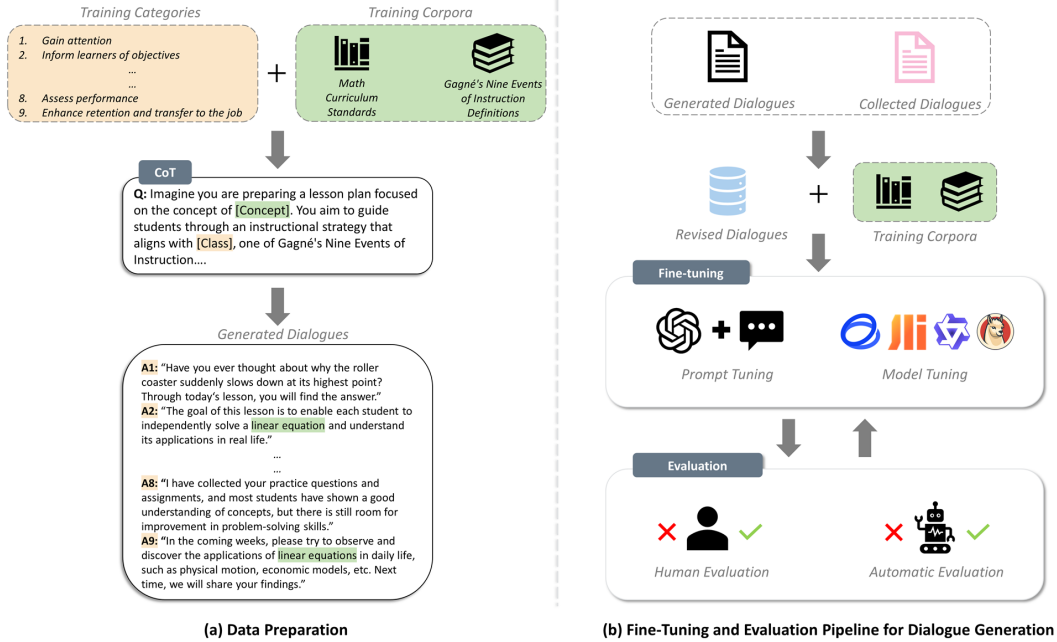 Training Categories
1. Gain attention
2. Inform learners of objectives
...
...
8. Assess performance
9. Enhance retention and transfer to the job
+
Training Corpora
Math
Curriculum
Standards
Gagné's Nine Events
of Instruction
Definitions
CoT
Q: Imagine you are preparing a lesson plan focused
on the concept of [Concept]. You aim to guide
students through an instructional strategy that
aligns with [Class], one of Gagné's Nine Events of
Instruction....
Generated Dialogues
A1: “Have you ever thought about why the roller
coaster suddenly slows down at its highest point?
Through today’s lesson, you will find the answer.”
A2: “The goal of this lesson is to enable each student to
independently solve a linear equation and understand
its applications in real life.”
...
...
A8: “I have collected your practice questions and
assignments, and most students have shown a good
understanding of concepts, but there is still room for
improvement in problem-solving skills.”
A9: “In the coming weeks, please try to observe and
discover the applications of linear equations in daily life,
such as physical motion, economic models, etc. Next
time, we will share your findings.”
(a) Data Preparation
Generated Dialogues
Collected Dialogues
+
Revised Dialogues
Training Corpora
Fine-tuning
+
Prompt Tuning
Model Tuning
Evaluation
Human Evaluation
Automatic Evaluation
(b) Fine-Tuning and Evaluation Pipeline for Dialogue Generation